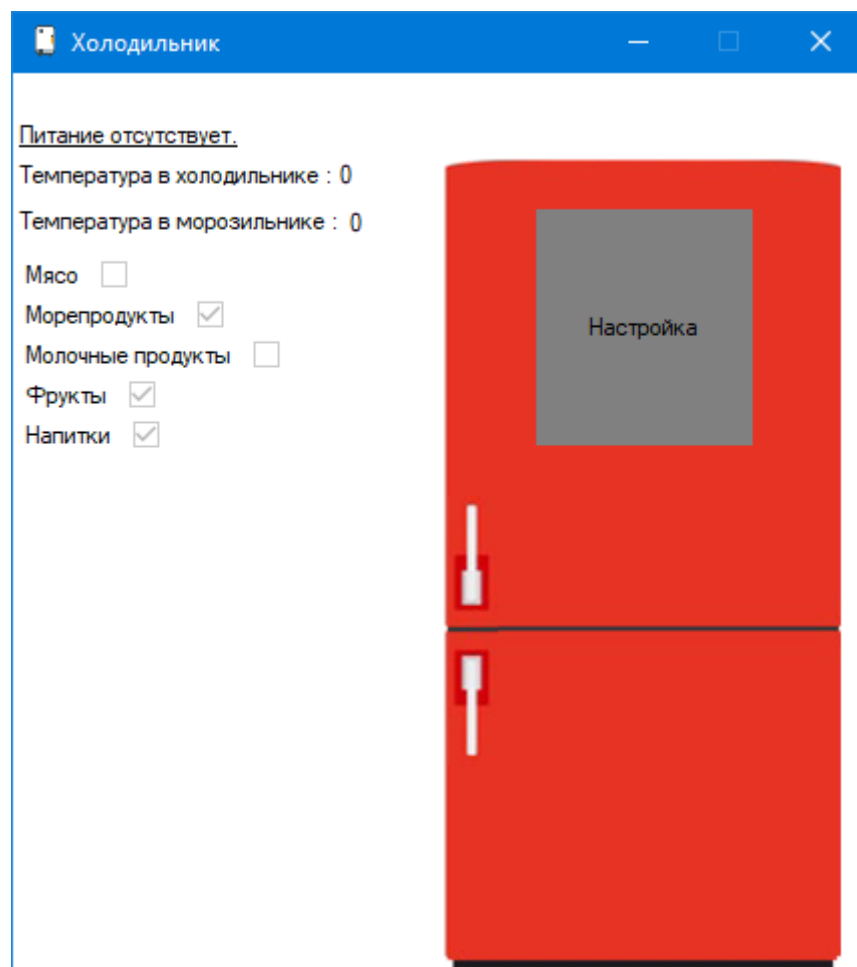 Холодильник
Питание отсутствует.
Температура в холодильнике : 0
Температура в морозильнике : 0
Мясо
Морепродукты
Молочные продукты
Фрукты
Напитки
Настройка